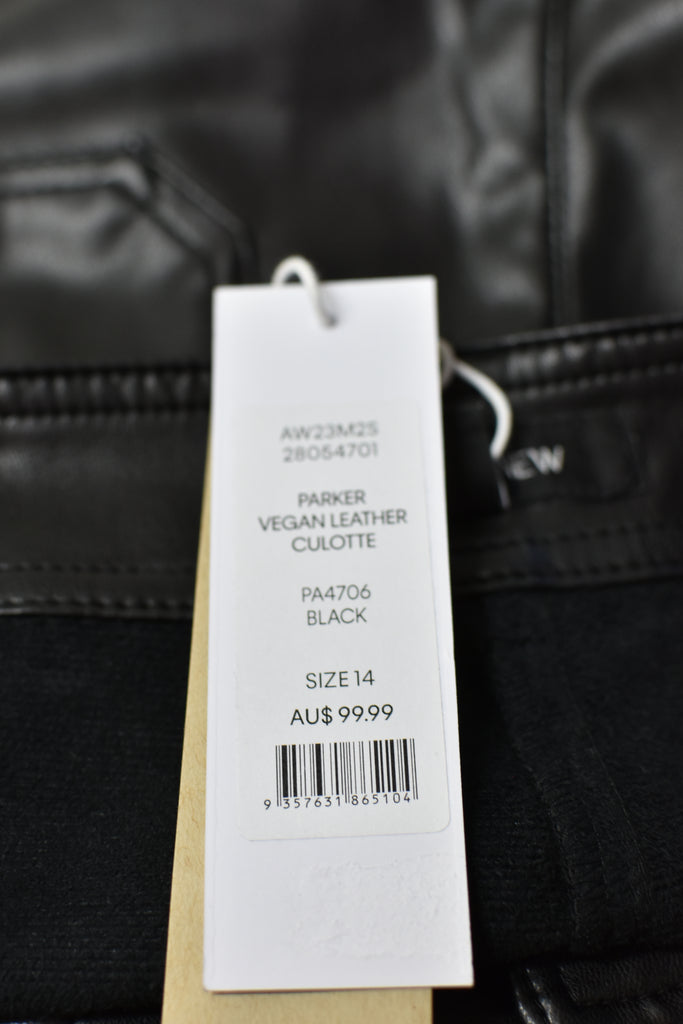 AW23M2S
28054701
PARKER
VEGAN LEATHER
CULOTTE
PA4706
BLACK
SIZE 14
AU$ 99.99
9 357631 865104